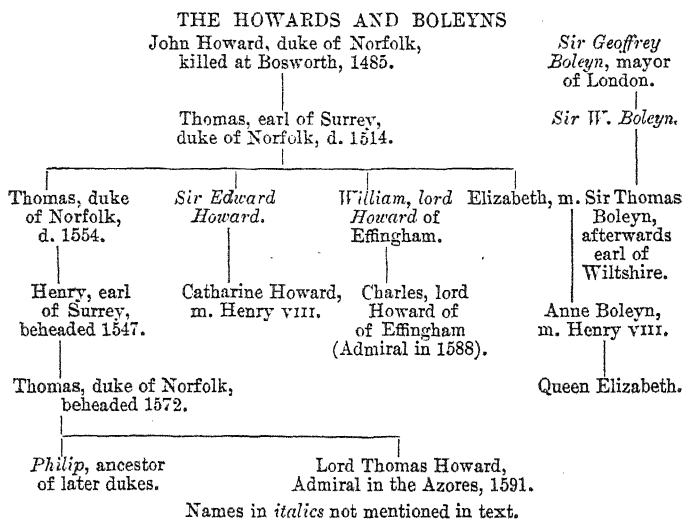 THE HOWARDS AND BOLEYNS
John Howard, duke of Norfolk,
killed at Bosworth, 1485.
Sir Geoffrey
Boleyn, mayor
of London.
Thomas, earl of Surrey,
duke of Norfolk, d. 1514.
Sir W. Boleyn.
Thomas, duke
of Norfolk,
d. 1554.
Sir Edward
Howard.
William, lord
Howard of
Effingham.
Elizabeth, m. Sir Thomas
Boleyn,
afterwards
earl of
Wiltshire.
Henry, earl
of Surrey,
beheaded 1547.
Catharine Howard,
m. Henry VIII.
Charles, lord
Howard of
of Effingham
(Admiral in 1588).
Anne Boleyn,
m. Henry VIII.
Thomas, duke of Norfolk,
beheaded 1572.
Queen Elizabeth.
Philip, ancestor
of later dukes.
Lord Thomas Howard,
Admiral in the Azores, 1591.
Names in italics not mentioned in text.